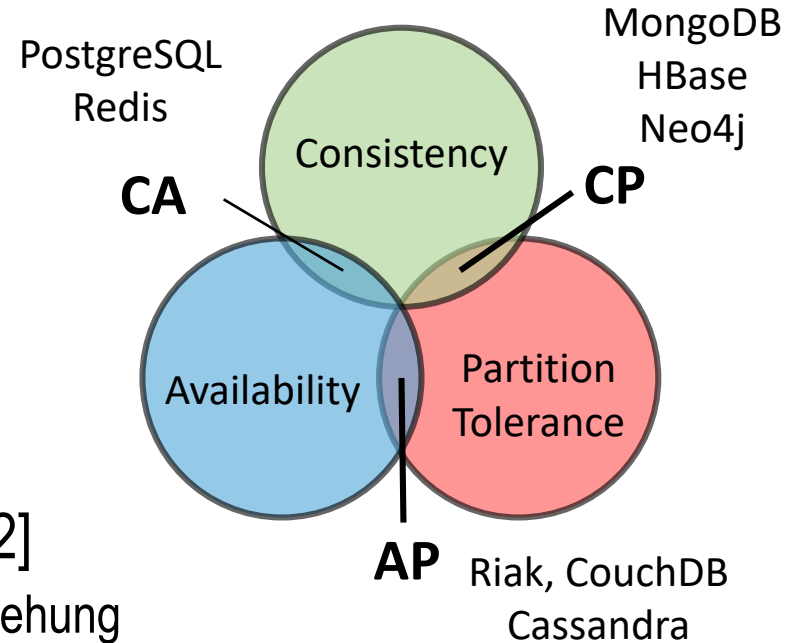 PostgreSQL
Redis
MongoDB
HBase
Neo4j
Consistency
CA
CP
Availability
Partition
Tolerance
2]
AP
Riak, CouchDB
ehung
Cassandra